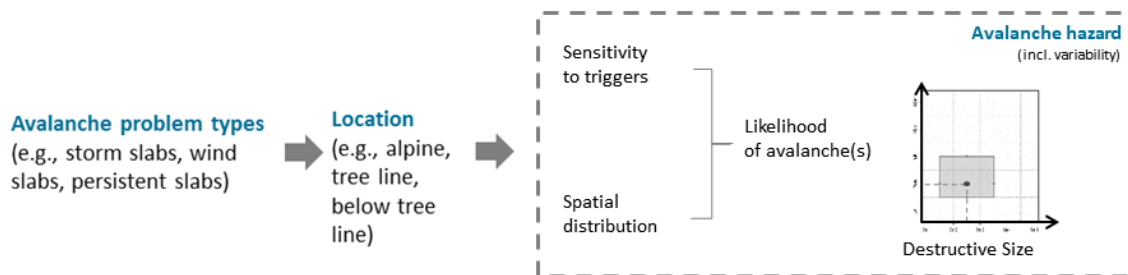 Avalanche problem types
(e.g., storm slabs, wind
slabs, persistent slabs)
Location
(e.g., alpine,
tree line,
below tree
line)
Sensitivity
to triggers
Spatial
distribution
Likelihood
of avalanche(s)
Avalanche hazard
(incl. variability)
Destructive Size